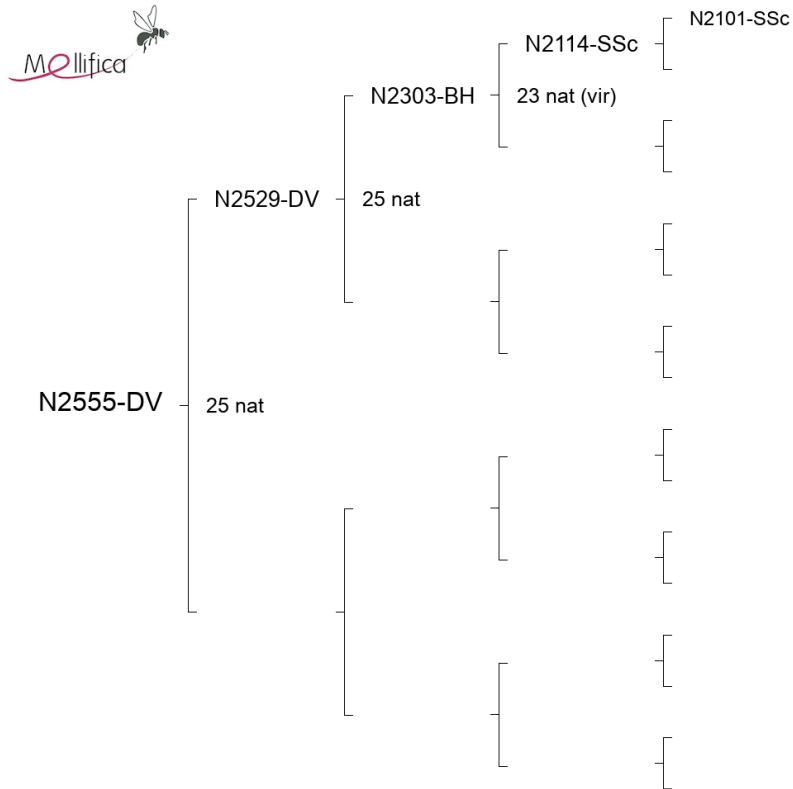 Mellifica
N2101-SSc
N2114-SSc
N2303-BH
23 nat (vir)
N2529-DV
25 nat
N2555-DV
25 nat